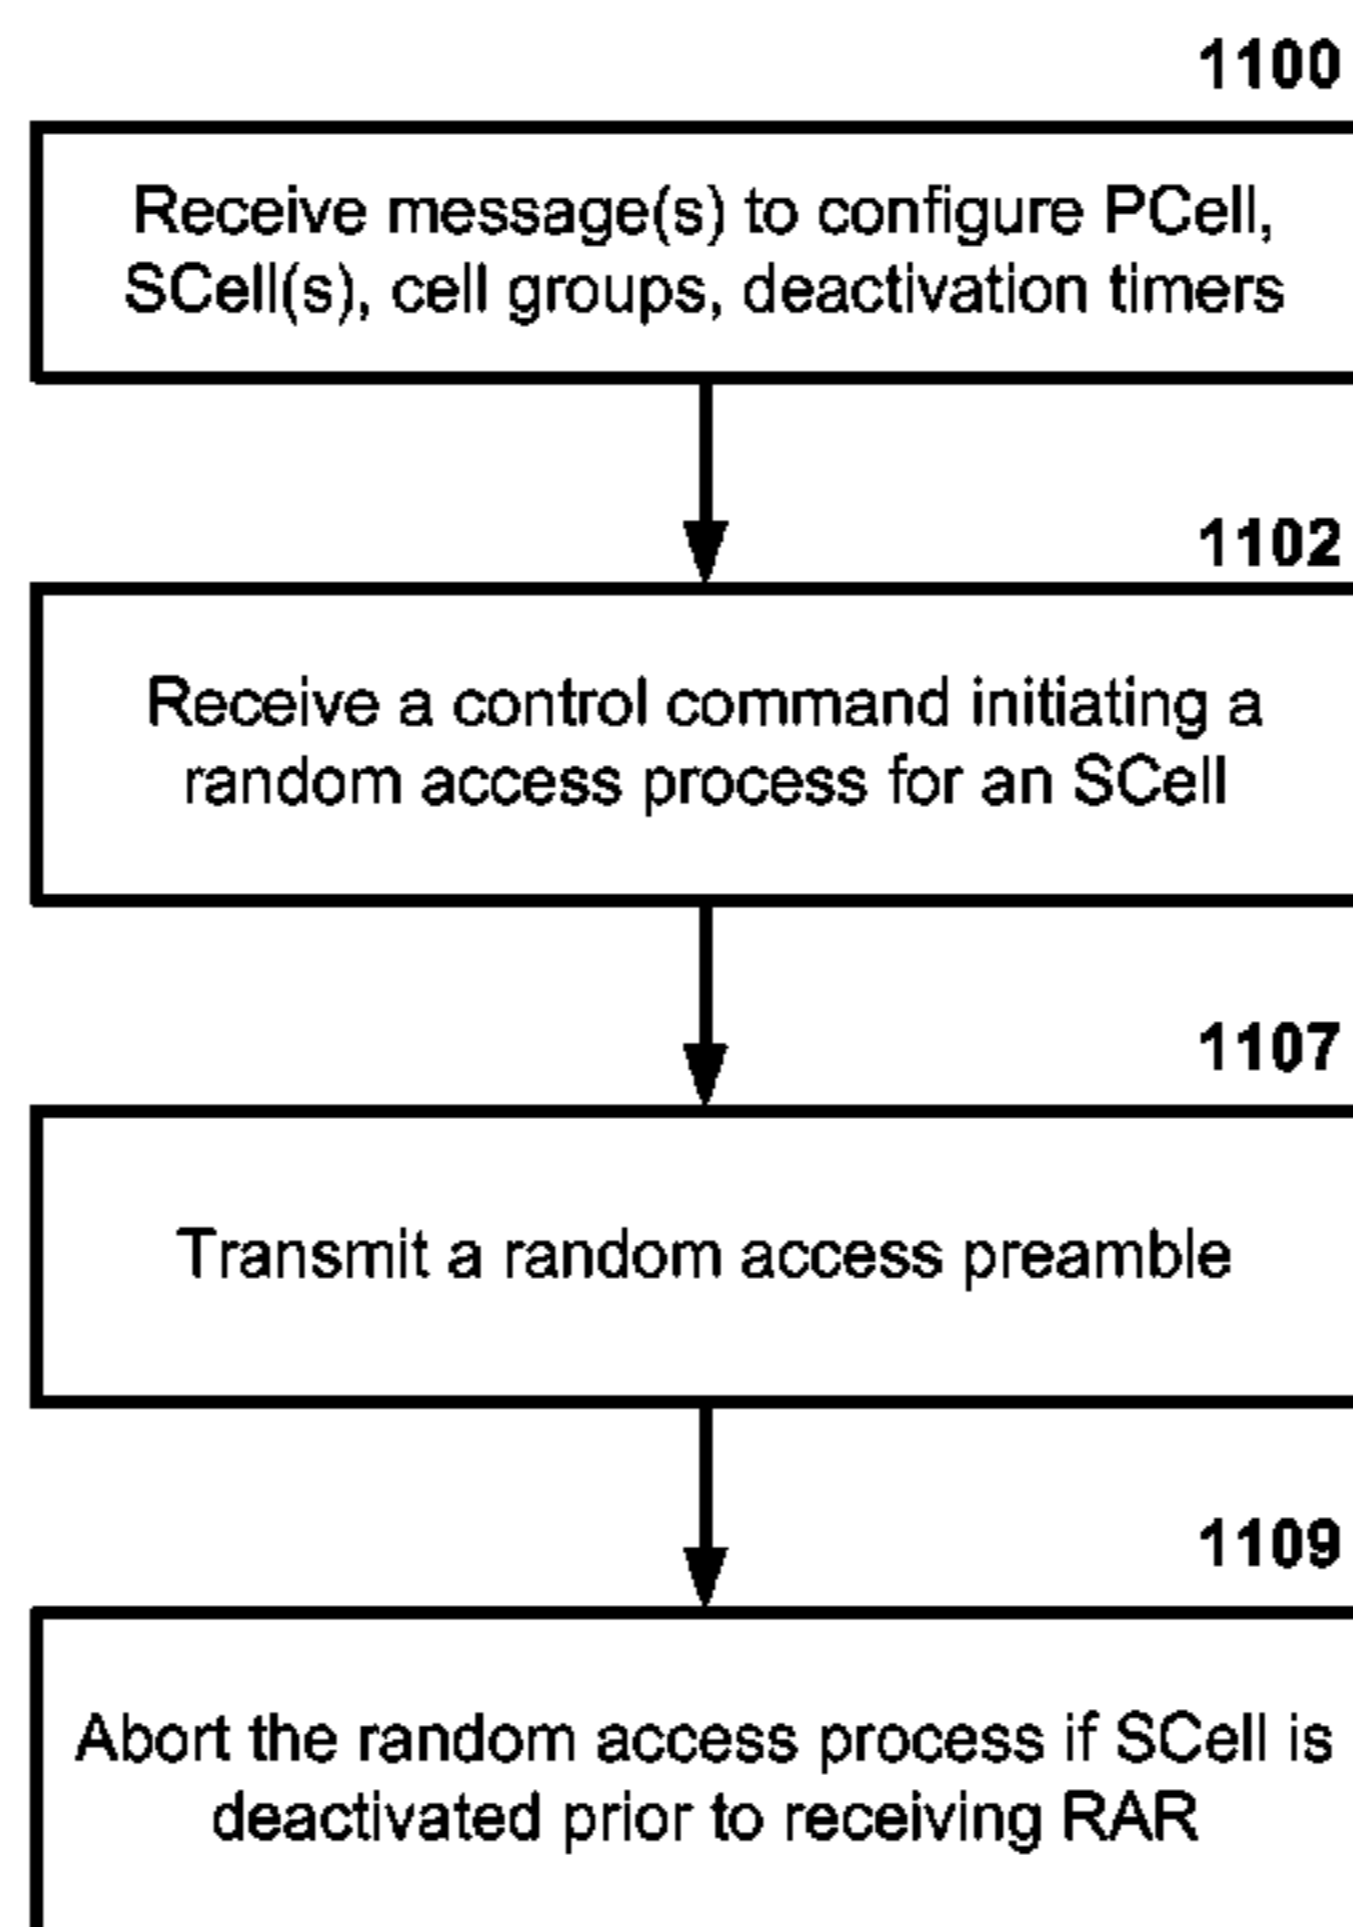 1100
Receive message(s) to configure PCell,
SCell(s), cell groups, deactivation timers
1102
Receive a control command initiating a
random access process for an SCell
1107
Transmit a random access preamble
1109
Abort the random access process if SCell is
deactivated prior to receiving RAR